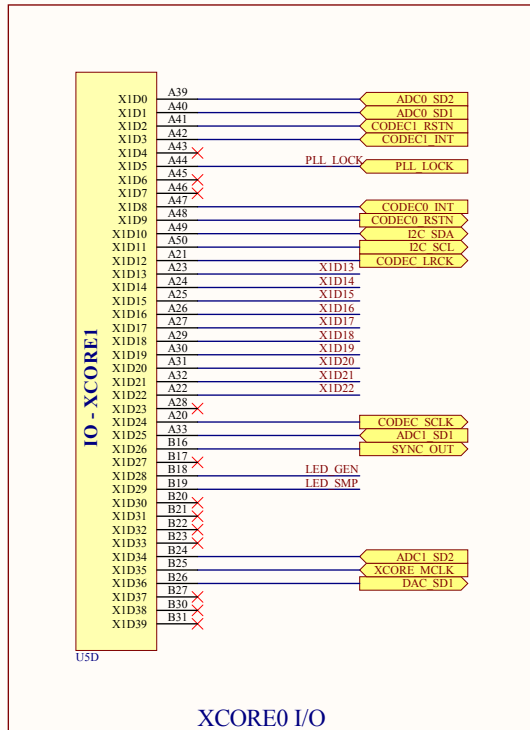 X1D0 A39 ADC0_SD2
X1D1 A40 ADC0_SD1
X1D2 A41 CODEC1_RSTN
X1D3 A42 CODEC1_INT
X1D4 A43
X1D5 A44 PLL_LOCK PLL_LOCK
X1D6 A45
X1D7 A46
X1D8 A47 CODEC0_INT
X1D9 A48 CODEC0_RSTN
X1D10 A49 I2C_SDA
X1D11 A50 I2C_SCL
X1D12 A21 CODEC_LRCK
X1D13 A23 X1D13
X1D14 A24 X1D14
X1D15 A25 X1D15
X1D16 A26 X1D16
X1D17 A27 X1D17
X1D18 A29 X1D18
X1D19 A30 X1D19
X1D20 A31 X1D20
X1D21 A32 X1D21
X1D22 A22 X1D22
X1D23 A28
X1D24 A20 CODEC_SCLK
X1D25 A33 ADC1_SD1
X1D26 B16 SYNC_OUT
X1D27 B17
X1D28 B18 LED_GEN
X1D29 B19 LED_SMP
X1D30 B20
X1D31 B21
X1D32 B22
X1D33 B23
X1D34 B24 ADC1_SD2
X1D35 B25 XCORE_MCLK
X1D36 B26 DAC_SD1
X1D37 B27
X1D38 B30
X1D39 B31
IO - XCORE1
U5D
XCORE0 I/O